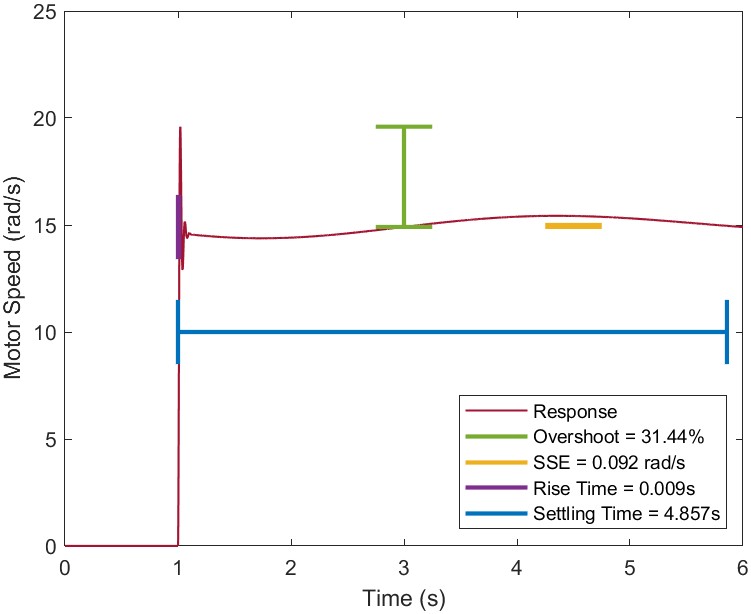 25
20
15
10
5
0
Motor Speed (rad/s)
0 1 2 3 4 5 6
Time (s)
Response
Overshoot = 31.44%
SSE = 0.092 rad/s
Rise Time = 0.009s
Settling Time = 4.857s